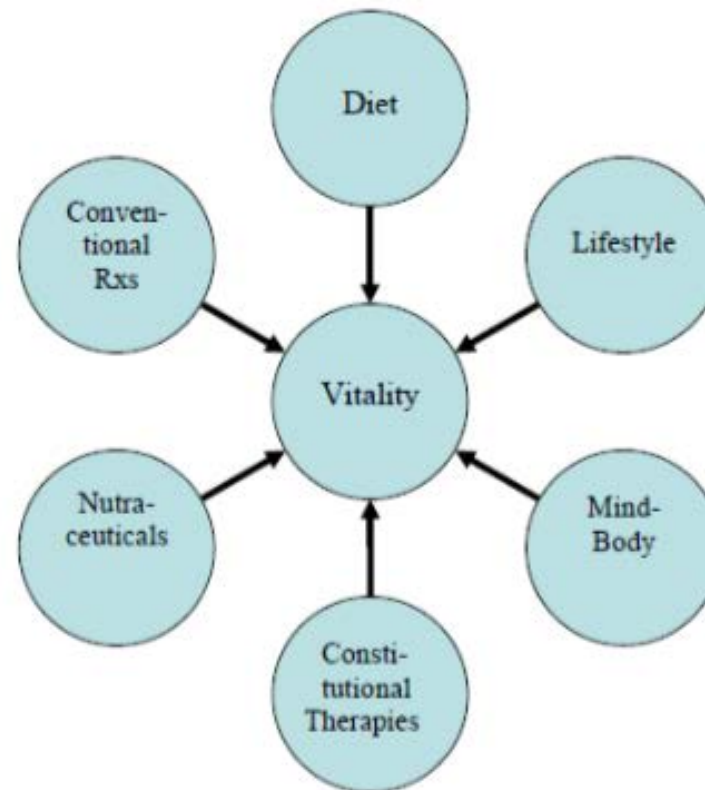 Diet
Conven-
tional
Rxs
Lifestyle
Vitality
Nutra-
ceuticals
Mind-
Body
Consti-
tutional
Therapies